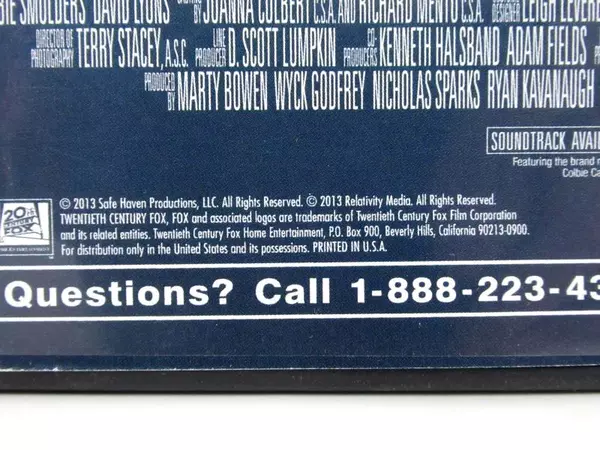 SMULDERS DAVID LYONS BY JOANNA COLBERT C.S.A. AND RICHARD MENTO C.S.A. DESIGNER LEIGH
DIRECTOR OF PHOTOGRAPHY TERRY STACEY, A.S.C. LINE PRODUCER D. SCOTT LUMPKIN CO- PRODUCERS KENNETH HALSBAND ADAM FIELDS
PRODUCED BY MARTY BOWEN WYCK GODFREY NICHOLAS SPARKS RYAN KAVANAUGH
SOUNDTRACK AVAI
Featuring the brand
Colbie
20th CENTURY FOX
© 2013 Safe Haven Productions, LLC. All Rights Reserved. © 2013 Relativity Media. All Rights Reserved.
TWENTIETH CENTURY FOX, FOX and associated logos are trademarks of Twentieth Century Fox Film Corporation
and its related entities. Twentieth Century Fox Home Entertainment, P.O. Box 900, Beverly Hills, California 90213-0900.
For distribution only in the United States and its possessions. PRINTED IN U.S.A.
Questions? Call 1-888-223-43